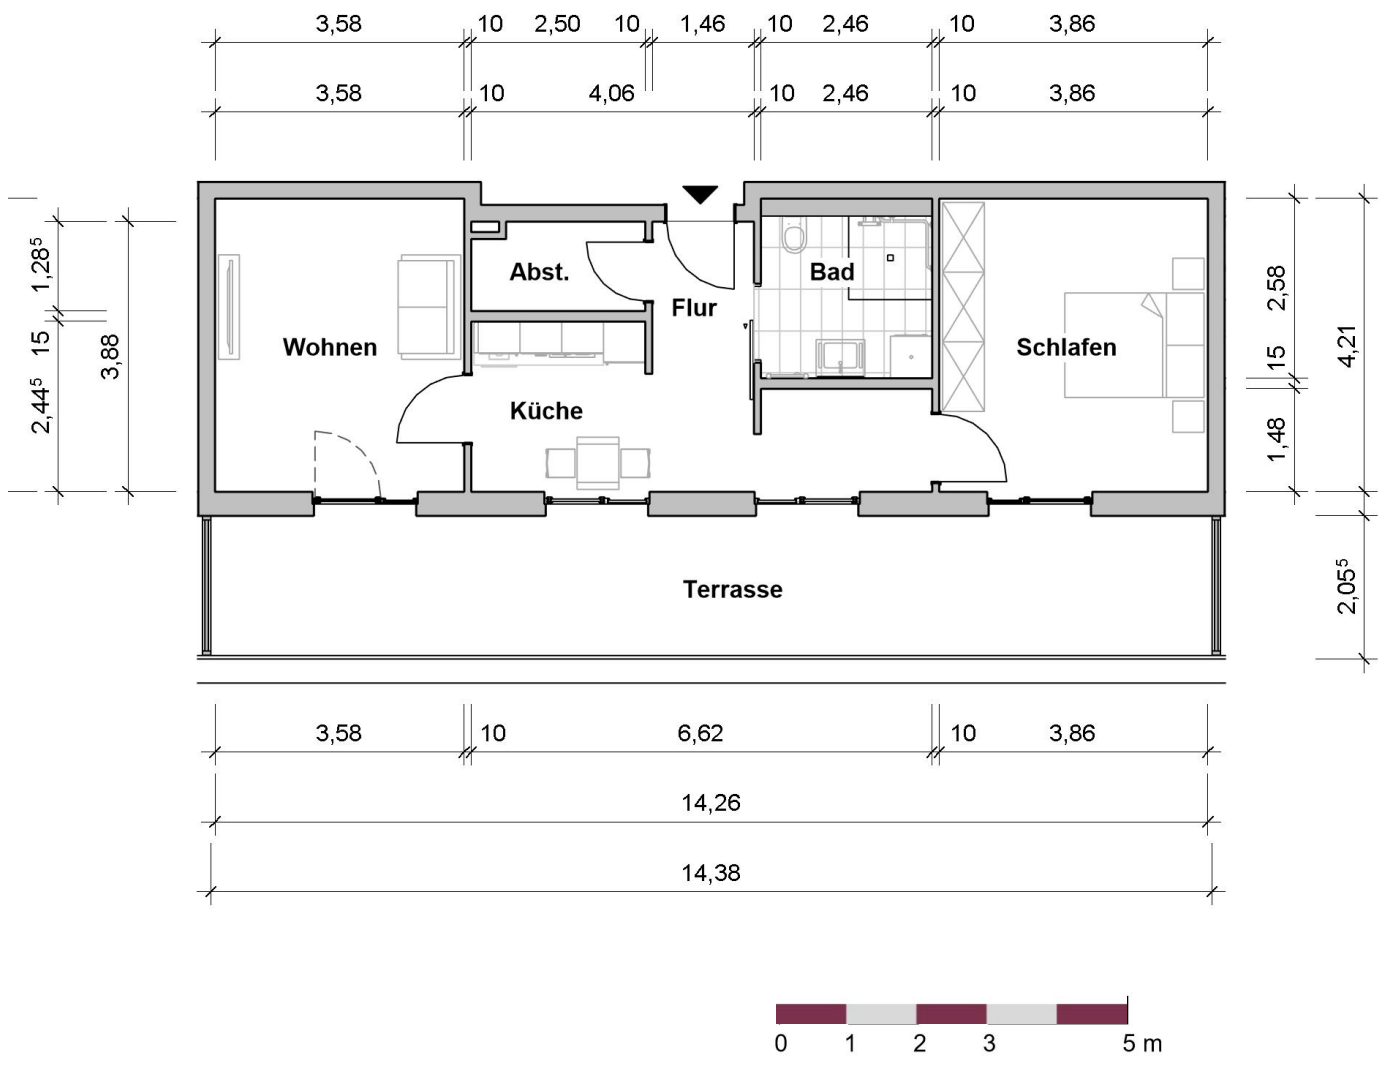 3,58 10 2,50 10 1,46 10 2,46 10 3,86
3,58 10 4,06 10 2,46 10 3,86
1,28⁵
15
2,44⁵
3,88
Abst.
Bad
Flur
Wohnen
Schlafen
Küche
2,58
15
1,48
4,21
2,05⁵
Terrasse
3,58 10 6,62 10 3,86
14,26
14,38
0 1 2 3 5 m